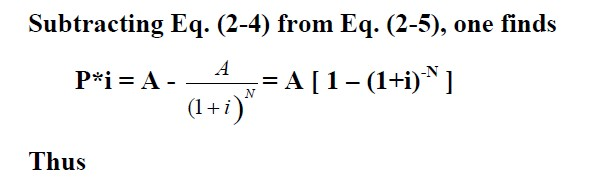 Subtracting Eq. (2-4) from Eq. (2-5), one finds
P*i = A - A / (1+i)^N = A [ 1 – (1+i)^-N ]
Thus